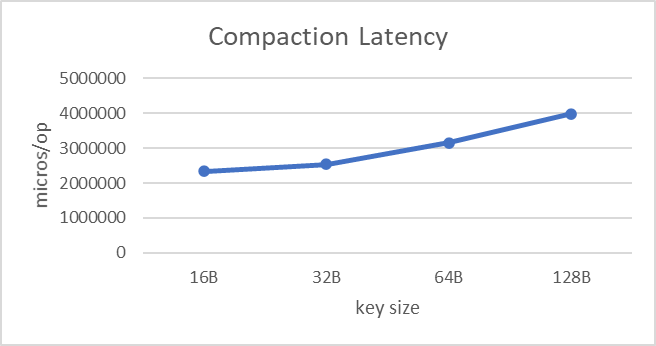 Compaction Latency
5000000
4000000
3000000
2000000
1000000
0
micros/op
16B 32B 64B 128B
key size